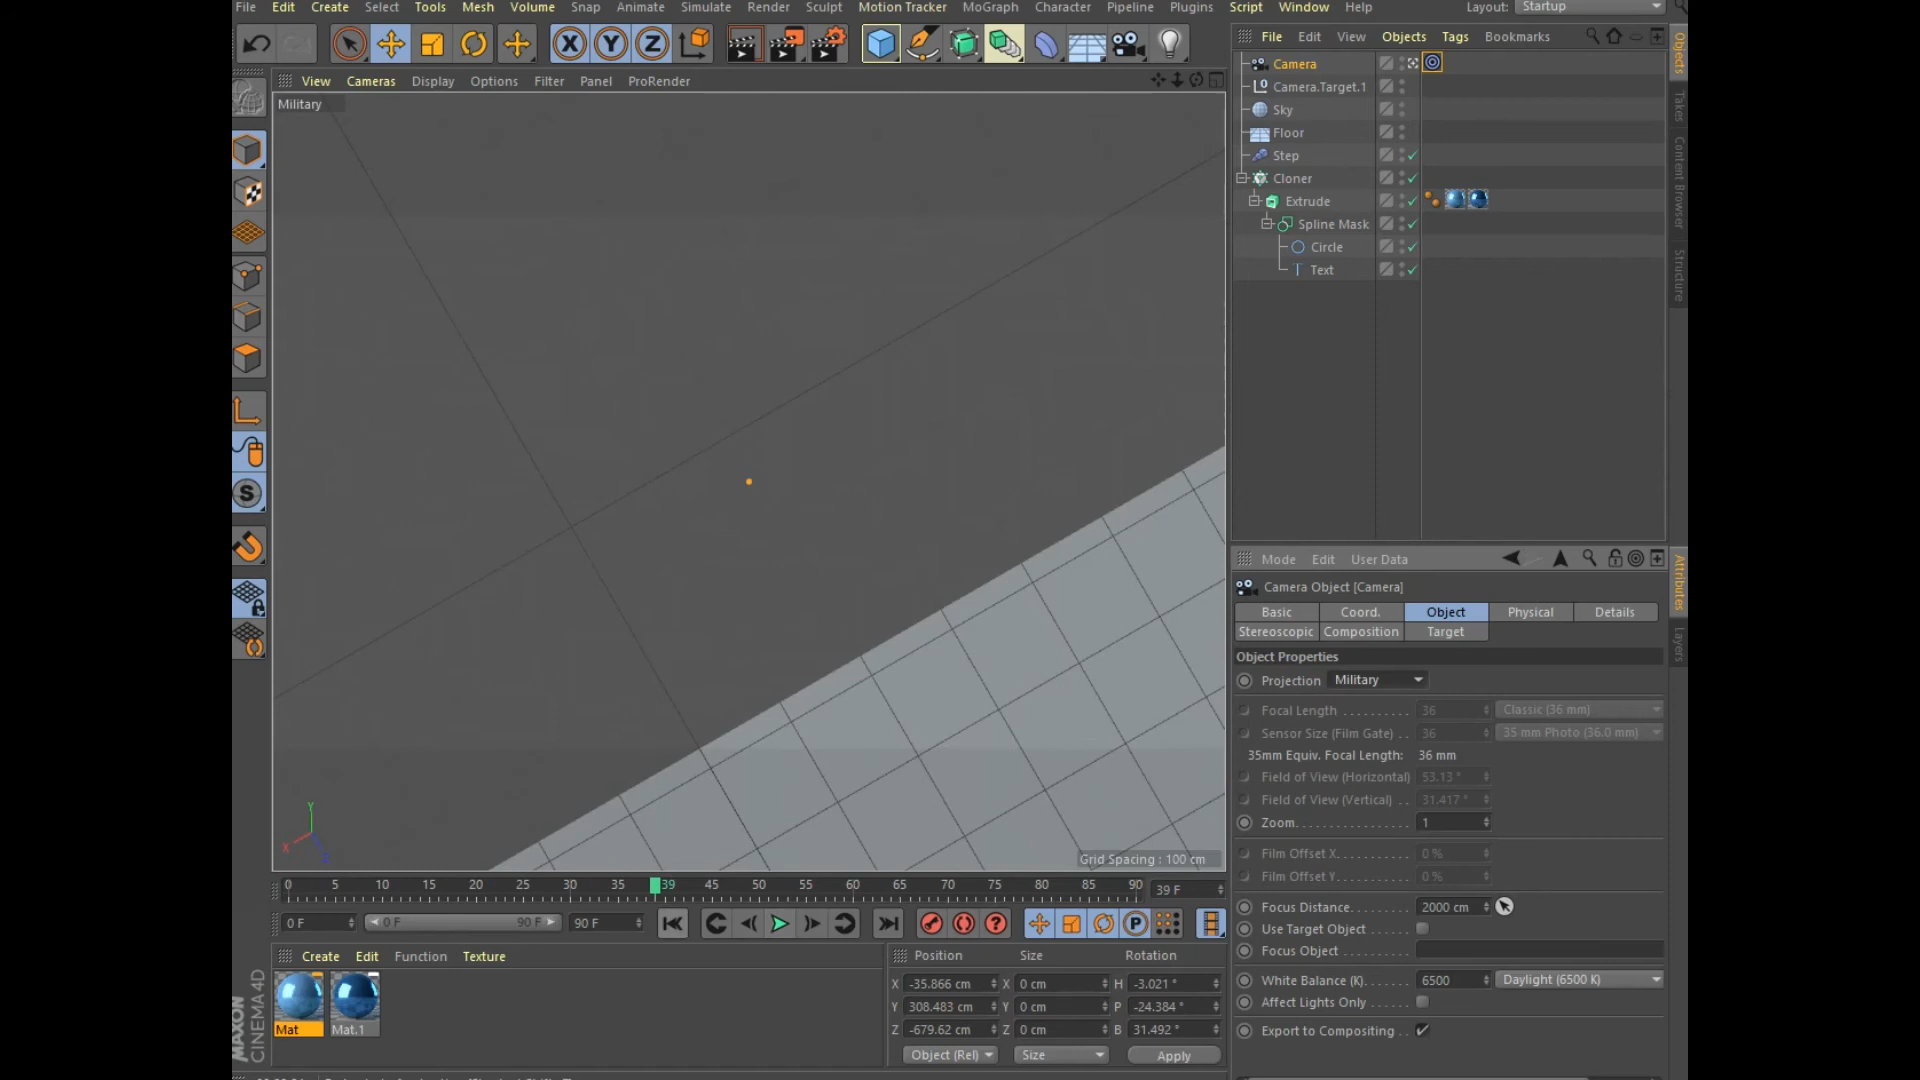 File Edit Create Select Tools Mesh Volume Snap Animate Simulate Render Sculpt Motion Tracker MoGraph Character Pipeline Plugins Script Window Help Layout: Startup
X Y Z
File Edit View Objects Tags Bookmarks
View Cameras Display Options Filter Panel ProRender
Military
Camera
Camera.Target.1
Sky
Floor
Step
Cloner
Extrude
Spline Mask
Circle
Text
Objects
Takes
Content Browser
Structure
Attributes
Layers
S
Mode Edit User Data
Camera Object [Camera]
Basic Coord. Object Physical Details
Stereoscopic Composition Target
Object Properties
Projection Military
Focal Length . . . . . . . . . 36 Classic (36 mm)
Sensor Size (Film Gate) . . 36 35 mm Photo (36.0 mm)
35mm Equiv. Focal Length: 36 mm
Field of View (Horizontal) 53.13 °
Field of View (Vertical) . . 31.417 °
Zoom. . . . . . . . . . . . . . . 1
Film Offset X. . . . . . . . . . 0 %
Film Offset Y. . . . . . . . . . 0 %
Focus Distance. . . . . . . . 2000 cm
Use Target Object . . . . . .
Focus Object . . . . . . . . .
White Balance (K). . . . . . 6500 Daylight (6500 K)
Affect Lights Only . . . . . .
Export to Compositing . .
Y
X
Z
Grid Spacing : 100 cm
0 5 10 15 20 25 30 35 39 45 50 55 60 65 70 75 80 85 90 39 F
0 F 0 F 90 F 90 F P
Create Edit Function Texture
Mat Mat.1
MAXON
CINEMA 4D
Position Size Rotation
X -35.866 cm X 0 cm H -3.021 °
Y 308.483 cm Y 0 cm P -24.384 °
Z -679.62 cm Z 0 cm B 31.492 °
Object (Rel) Size Apply